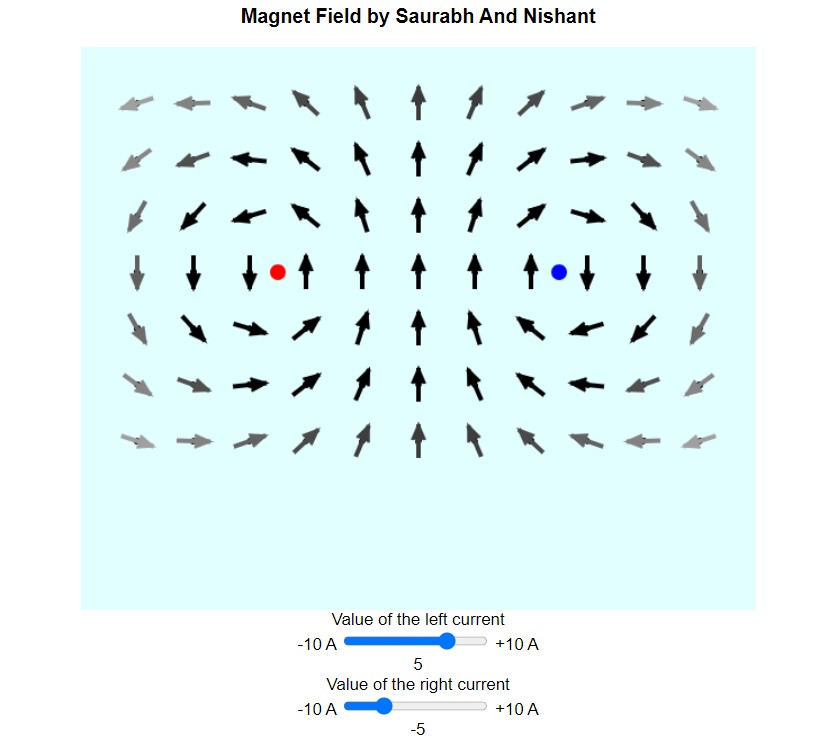 Magnet Field by Saurabh And Nishant
Value of the left current
-10 A +10 A
5
Value of the right current
-10 A +10 A
-5